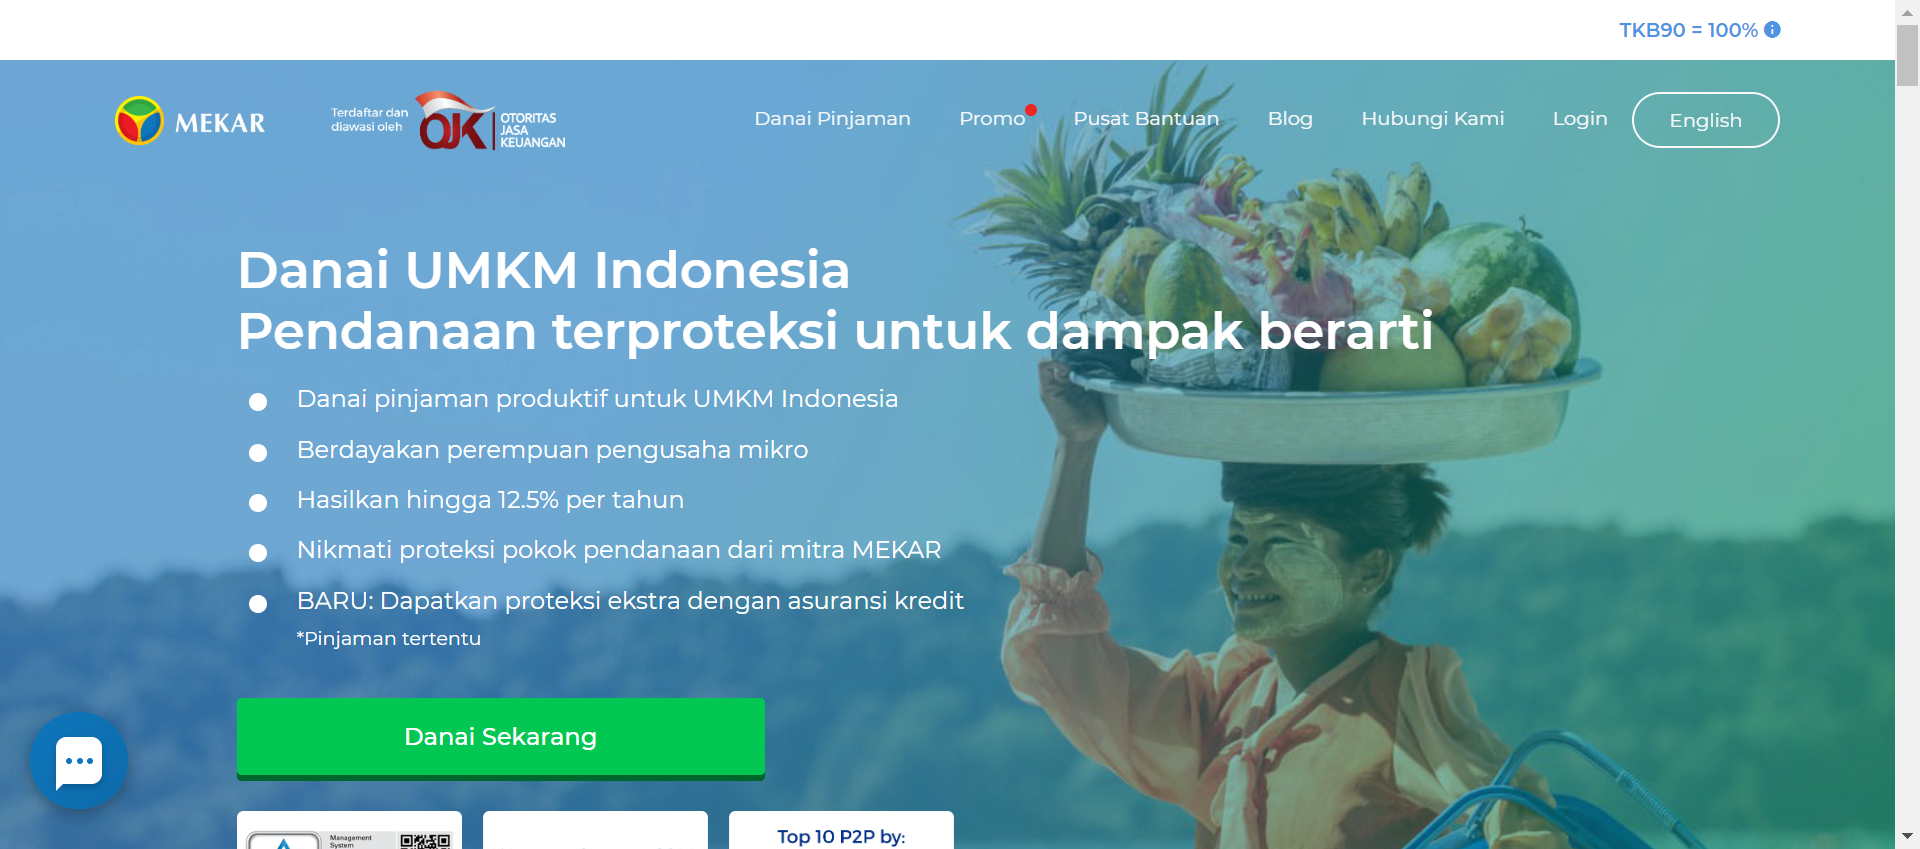 TKB90 = 100%
MEKAR
Terdaftar dan
diawasi oleh
OJK
OTORITAS
JASA
KEUANGAN
Danai Pinjaman
Promo
Pusat Bantuan
Blog
Hubungi Kami
Login
English
Danai UMKM Indonesia
Pendanaan terproteksi untuk dampak berarti
Danai pinjaman produktif untuk UMKM Indonesia
Berdayakan perempuan pengusaha mikro
Hasilkan hingga 12.5% per tahun
Nikmati proteksi pokok pendanaan dari mitra MEKAR
BARU: Dapatkan proteksi ekstra dengan asuransi kredit
*Pinjaman tertentu
Danai Sekarang
Management
System
Top 10 P2P by: